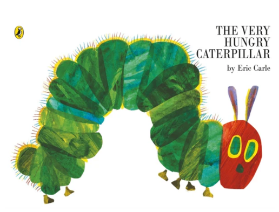 THE VERY
HUNGRY
CATERPILLAR
by Eric Carle